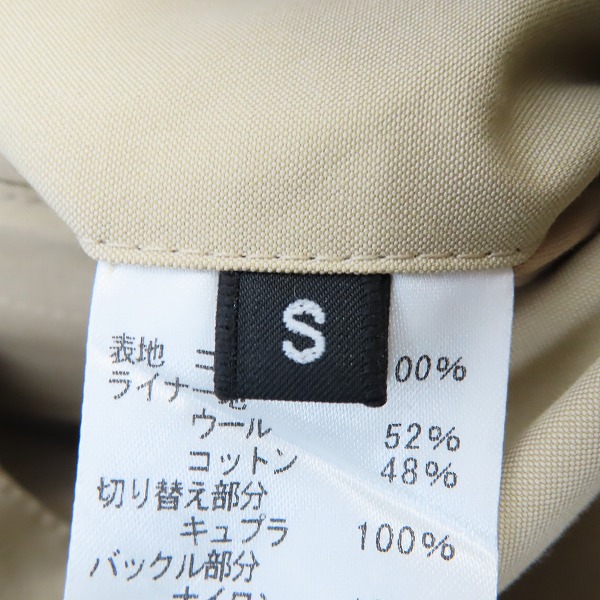 S
表地 00%
ライナー
ウール 52%
コットン 48%
切り替え部分
キュプラ 100%
バックル部分